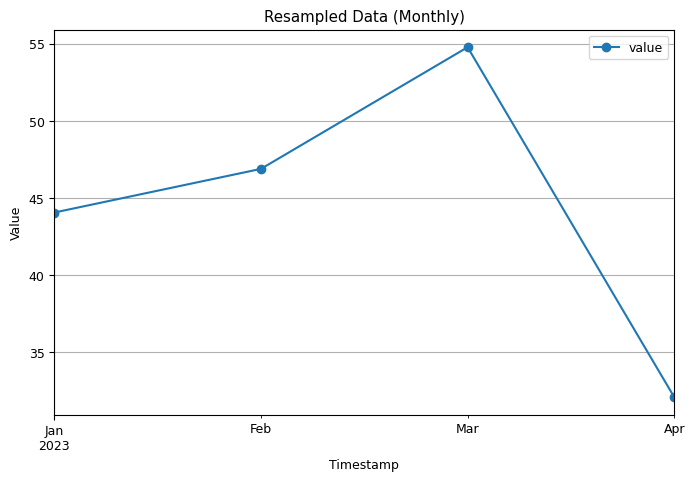 Resampled Data (Monthly)
value
55
50
45
40
35
Value
Jan
2023
Feb
Mar
Apr
Timestamp